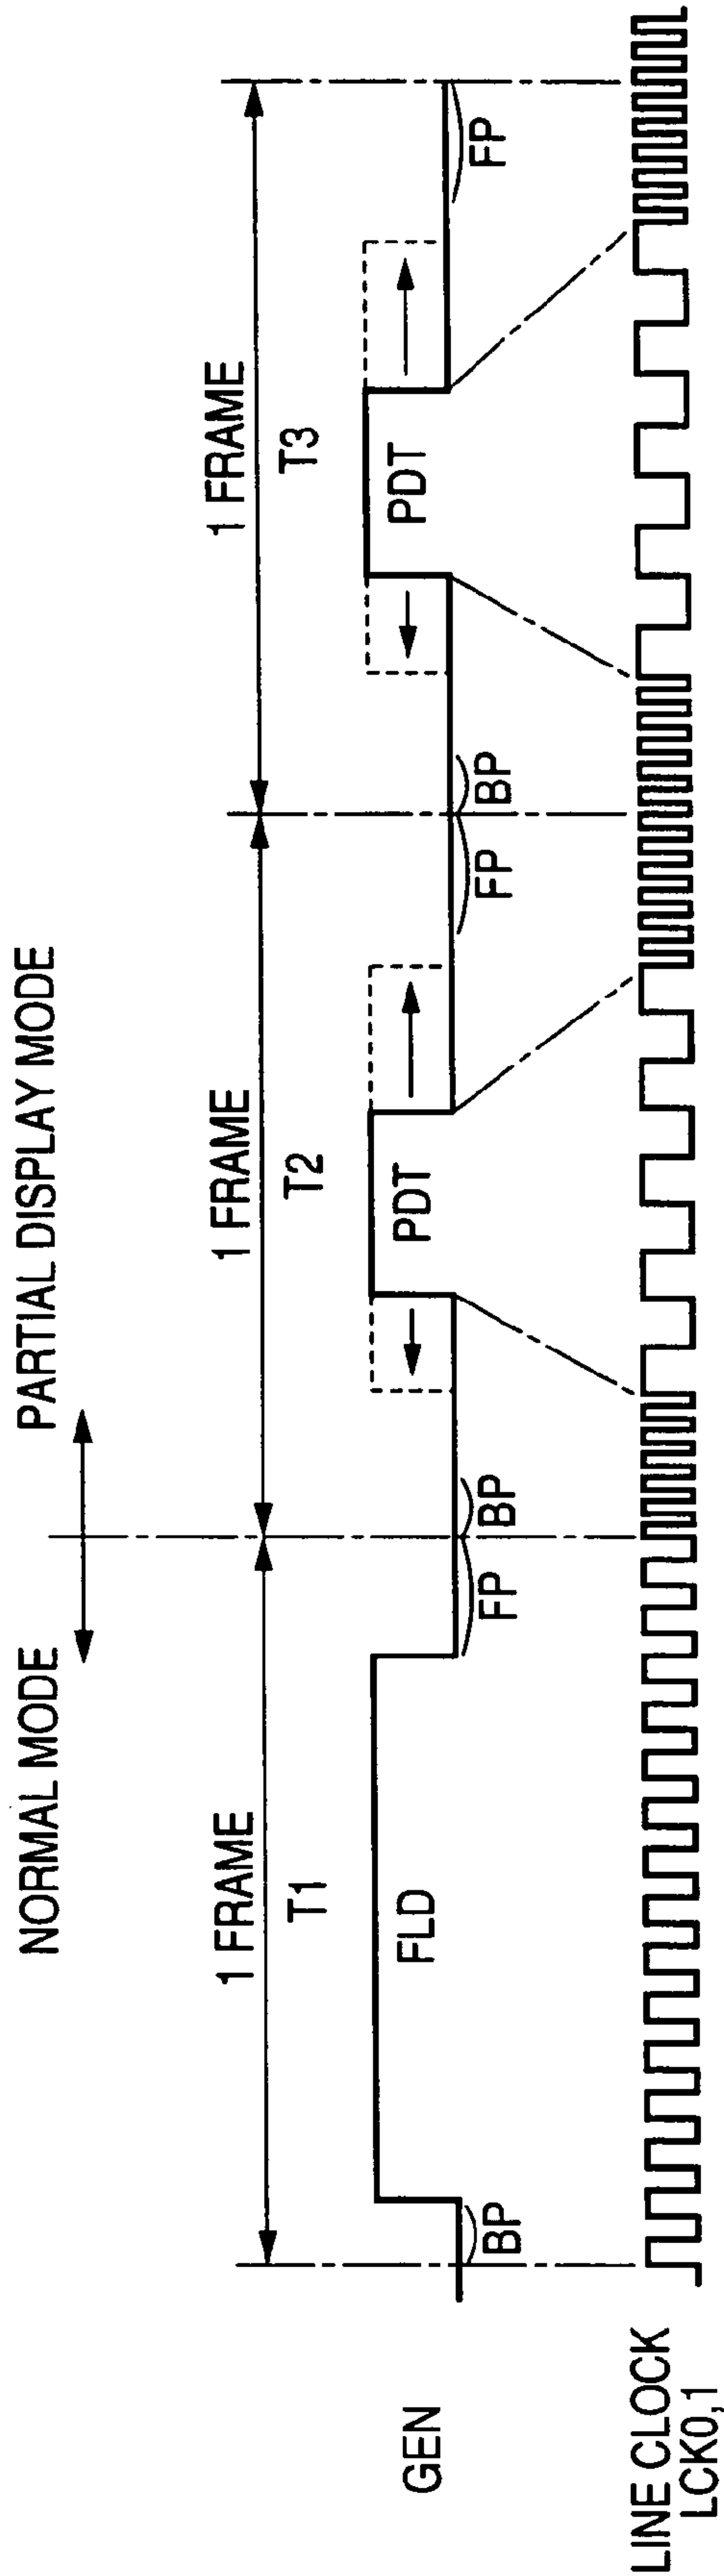 NORMAL MODE
PARTIAL DISPLAY MODE
1 FRAME
1 FRAME
1 FRAME
T1
T2
T3
GEN
BP
FLD
FP
BP
PDT
FP
BP
PDT
FP
LINE CLOCK
LCK0,1